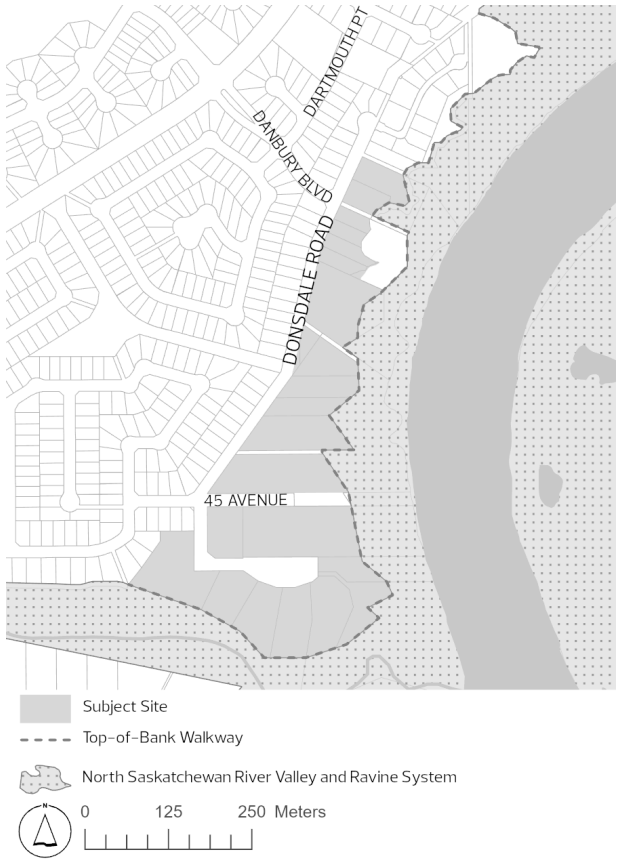 DARTMOUTH PT
DANBURY BLVD
DONSDALE ROAD
45 AVENUE
Subject Site
Top-of-Bank Walkway
North Saskatchewan River Valley and Ravine System
N
0 125 250 Meters